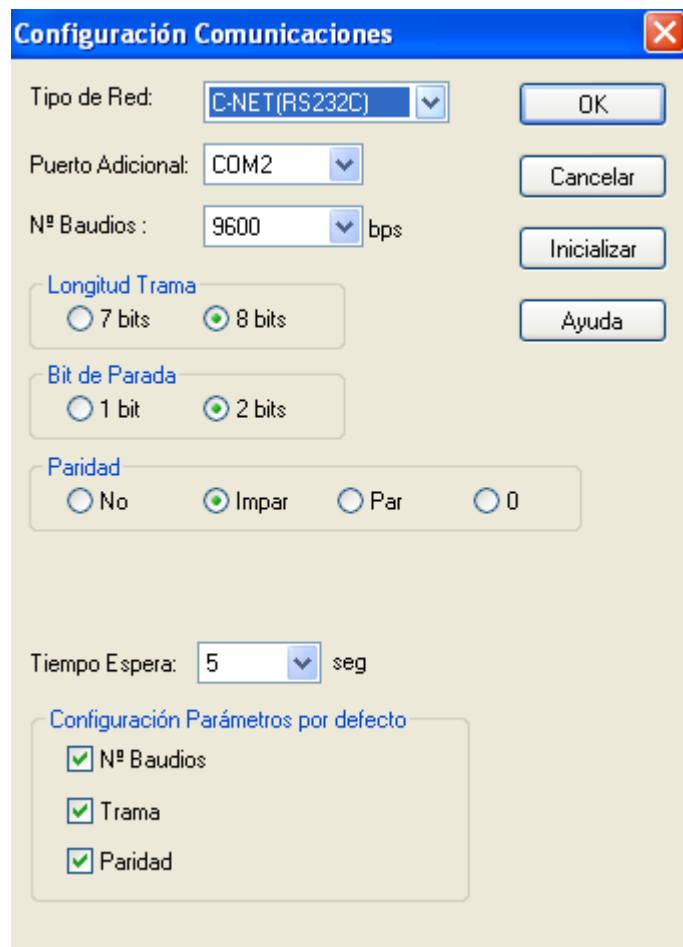 Configuración Comunicaciones
Tipo de Red: C-NET(RS232C) OK
Puerto Adicional: COM2 Cancelar
Nº Baudios : 9600 bps Inicializar
Longitud Trama
7 bits 8 bits Ayuda
Bit de Parada
1 bit 2 bits
Paridad
No Impar Par 0
Tiempo Espera: 5 seg
Configuración Parámetros por defecto
Nº Baudios
Trama
Paridad